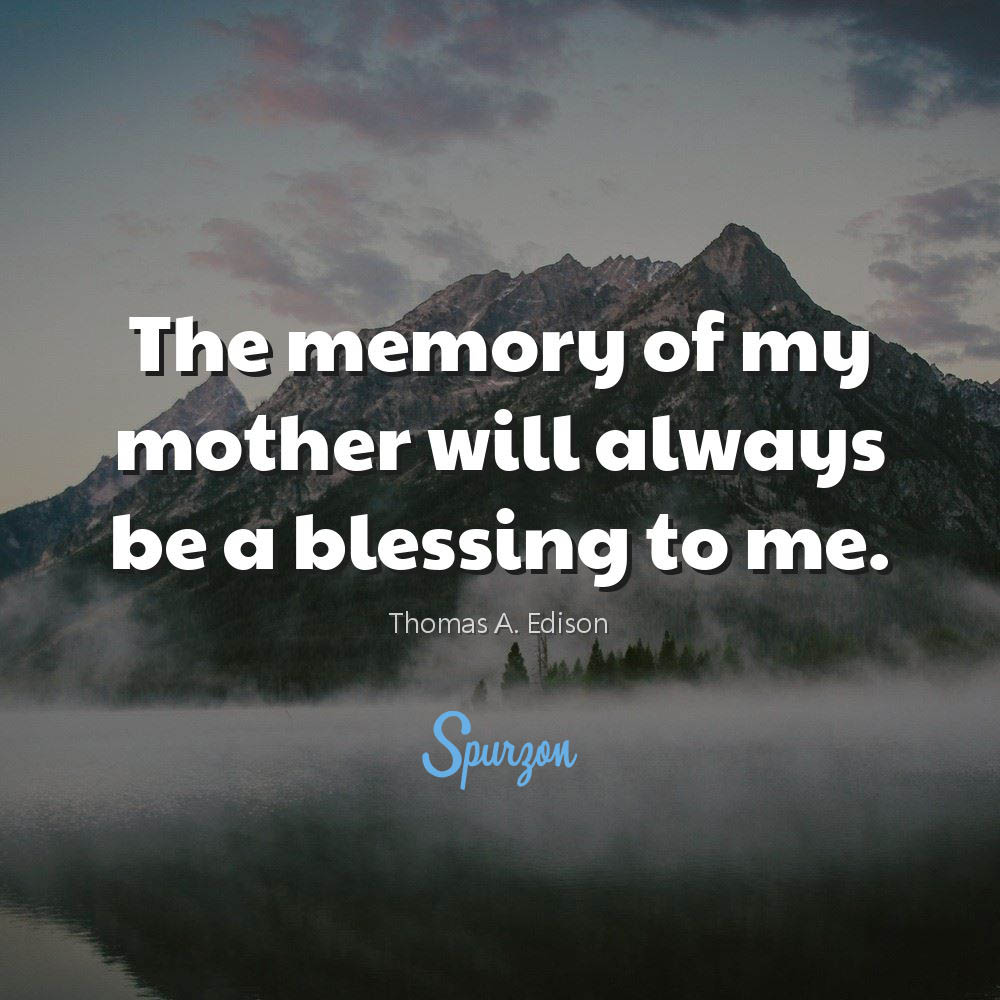 The memory of my
mother will always
be a blessing to me.
Thomas A. Edison
Spurzon